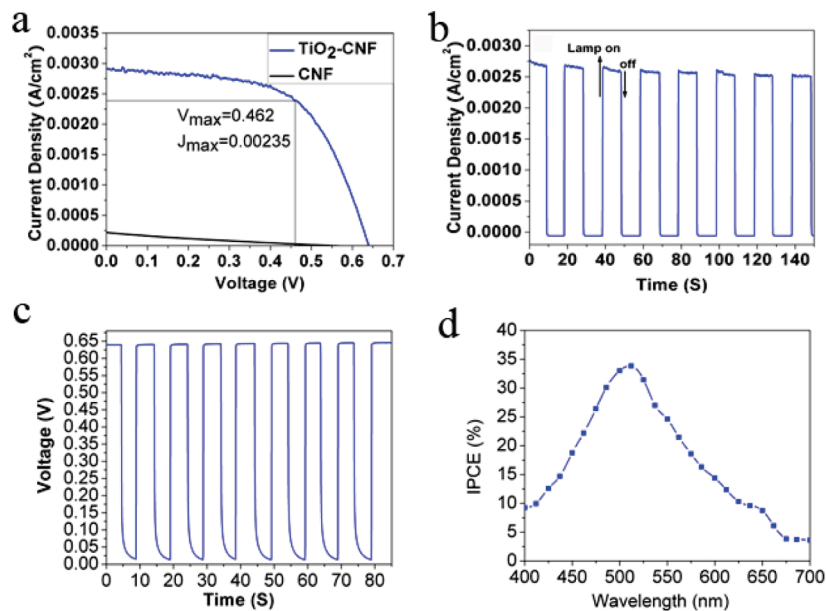 a
0.0035
0.0030
0.0025
0.0020
0.0015
0.0010
0.0005
0.0000
Current Density (A/cm²)
TiO₂-CNF
CNF
Vmax=0.462
Jmax=0.00235
0.0 0.1 0.2 0.3 0.4 0.5 0.6 0.7
Voltage (V)
b
0.0030
0.0025
0.0020
0.0015
0.0010
0.0005
0.0000
Current Density (A/cm²)
Lamp on
off
0 20 40 60 80 100 120 140
Time (S)
c
0.65
0.60
0.55
0.50
0.45
0.40
0.35
0.30
0.25
0.20
0.15
0.10
0.05
0.00
Voltage (V)
0 10 20 30 40 50 60 70 80
Time (S)
d
40
35
30
25
20
15
10
5
0
IPCE (%)
400 450 500 550 600 650 700
Wavelength (nm)